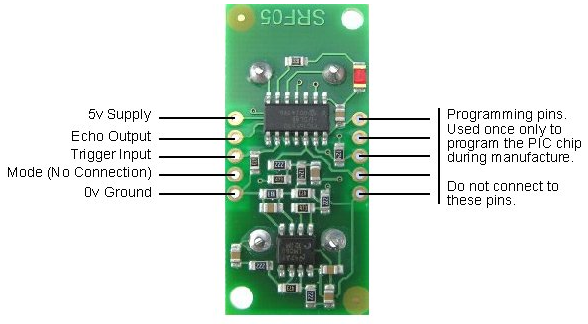 SRF05
5v Supply
Echo Output
Trigger Input
Mode (No Connection)
0v Ground
Programming pins.
Used once only to
program the PIC chip
during manufacture.
Do not connect to
these pins.